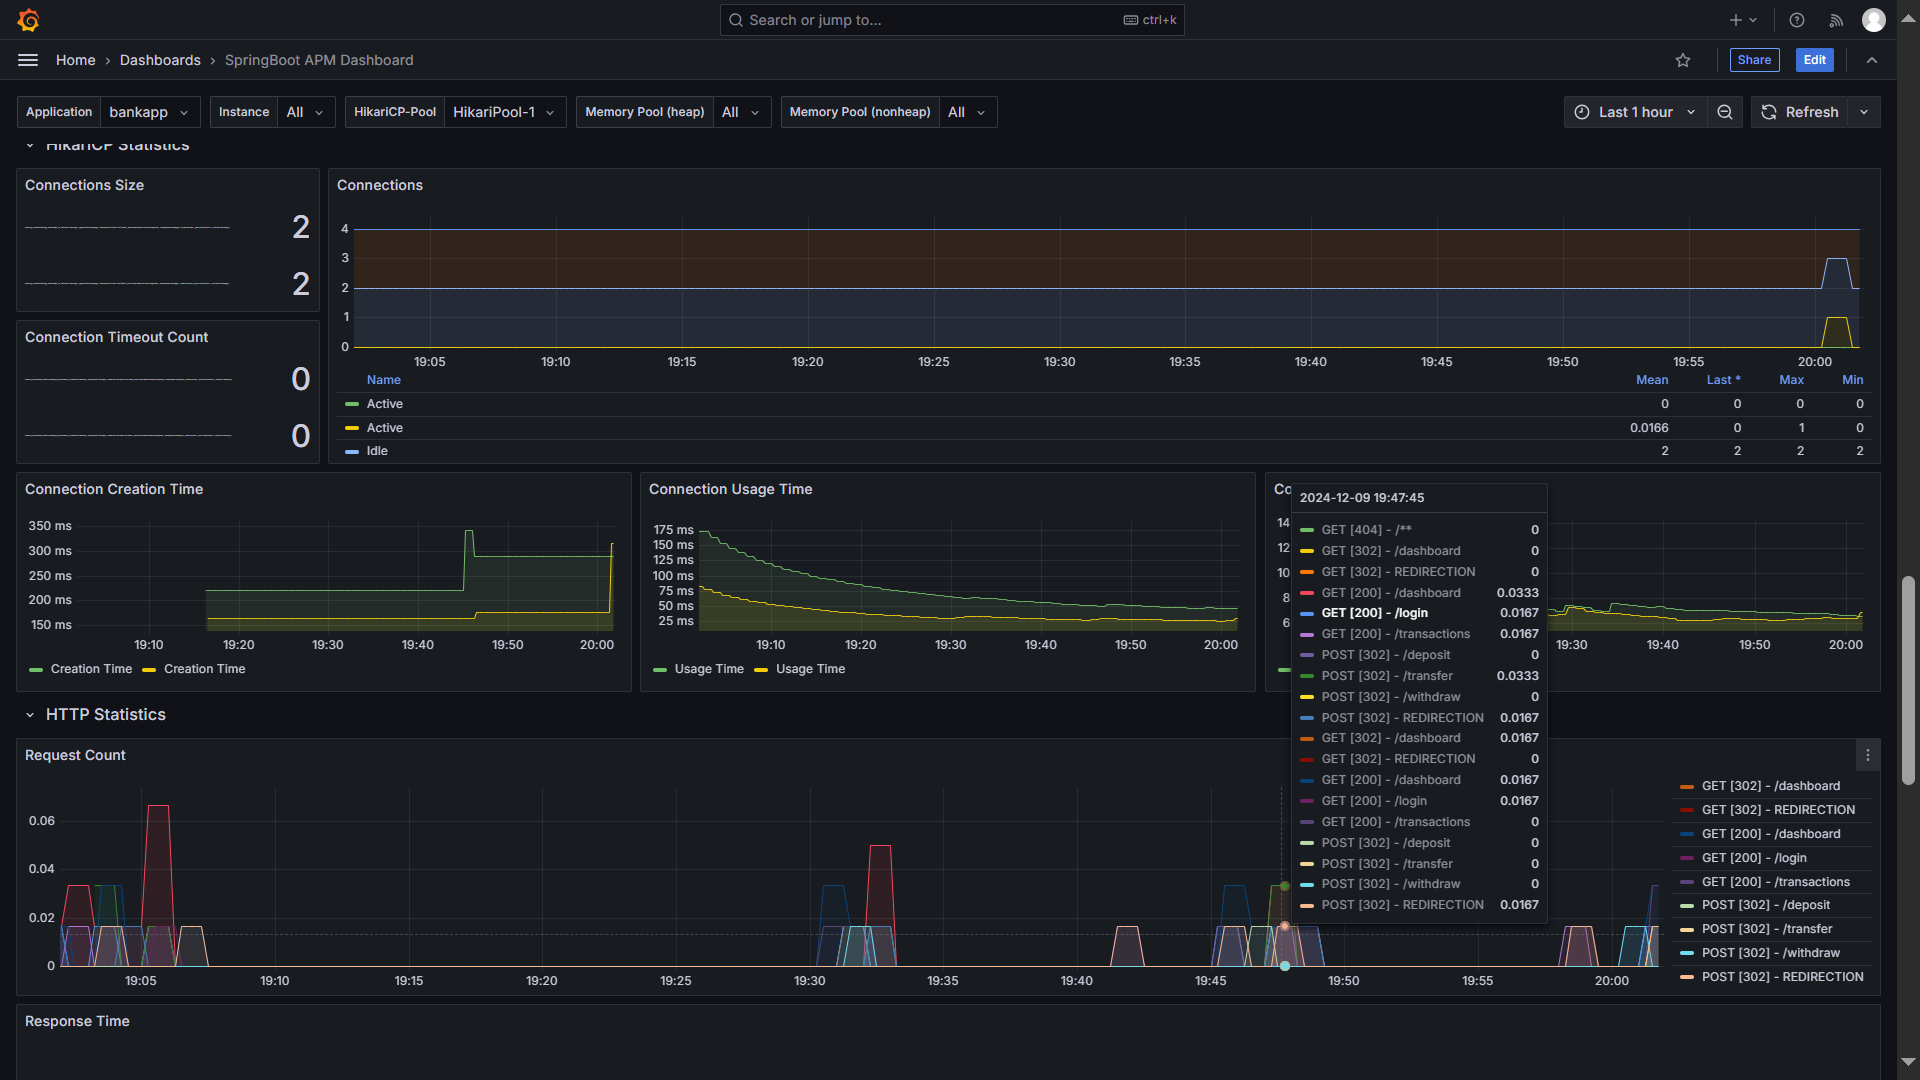 Search or jump to...
ctrl+k
Home › Dashboards › SpringBoot APM Dashboard
Share
Edit
Application bankapp
Instance All
HikariCP-Pool HikariPool-1
Memory Pool (heap) All
Memory Pool (nonheap) All
Last 1 hour
Refresh
HikariCP Statistics
Connections Size
2
2
Connection Timeout Count
0
0
Connections
4
3
2
1
0
19:05 19:10 19:15 19:20 19:25 19:30 19:35 19:40 19:45 19:50 19:55 20:00
Name Mean Last * Max Min
Active 0 0 0 0
Active 0.0166 0 1 0
Idle 2 2 2 2
Connection Creation Time
350 ms
300 ms
250 ms
200 ms
150 ms
19:10 19:20 19:30 19:40 19:50 20:00
Creation Time Creation Time
Connection Usage Time
175 ms
150 ms
125 ms
100 ms
75 ms
50 ms
25 ms
19:10 19:20 19:30 19:40 19:50 20:00
Usage Time Usage Time
Co
14
12
10
8
6
19:30 19:40 19:50 20:00
2024-12-09 19:47:45
GET [404] - /** 0
GET [302] - /dashboard 0
GET [302] - REDIRECTION 0
GET [200] - /dashboard 0.0333
GET [200] - /login 0.0167
GET [200] - /transactions 0.0167
POST [302] - /deposit 0
POST [302] - /transfer 0.0333
POST [302] - /withdraw 0
POST [302] - REDIRECTION 0.0167
GET [302] - /dashboard 0.0167
GET [302] - REDIRECTION 0
GET [200] - /dashboard 0.0167
GET [200] - /login 0.0167
GET [200] - /transactions 0
POST [302] - /deposit 0
POST [302] - /transfer 0
POST [302] - /withdraw 0
POST [302] - REDIRECTION 0.0167
HTTP Statistics
Request Count
0.06
0.04
0.02
0
19:05 19:10 19:15 19:20 19:25 19:30 19:35 19:40 19:45 19:50 19:55 20:00
GET [302] - /dashboard
GET [302] - REDIRECTION
GET [200] - /dashboard
GET [200] - /login
GET [200] - /transactions
POST [302] - /deposit
POST [302] - /transfer
POST [302] - /withdraw
POST [302] - REDIRECTION
Response Time